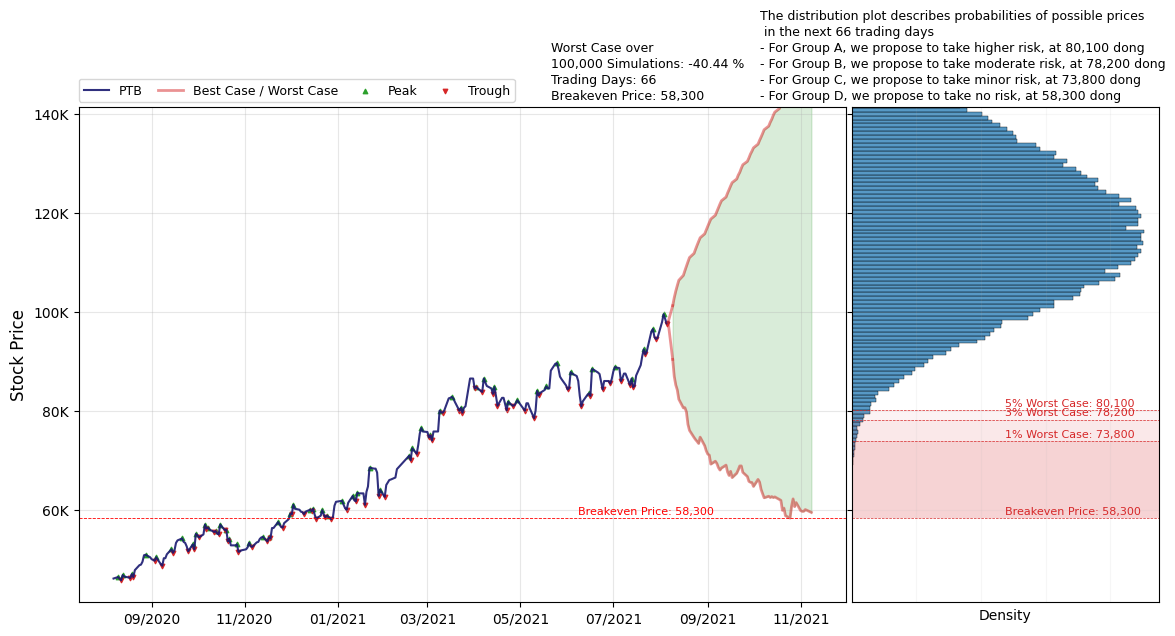 The distribution plot describes probabilities of possible prices
in the next 66 trading days
- For Group A, we propose to take higher risk, at 80,100 dong
- For Group B, we propose to take moderate risk, at 78,200 dong
- For Group C, we propose to take minor risk, at 73,800 dong
- For Group D, we propose to take no risk, at 58,300 dong
Worst Case over
100,000 Simulations: -40.44 %
Trading Days: 66
Breakeven Price: 58,300
PTB
Best Case / Worst Case
Peak
Trough
Stock Price
140K
120K
100K
80K
60K
Breakeven Price: 58,300
09/2020
11/2020
01/2021
03/2021
05/2021
07/2021
09/2021
11/2021
5% Worst Case: 80,100
3% Worst Case: 78,200
1% Worst Case: 73,800
Breakeven Price: 58,300
Density